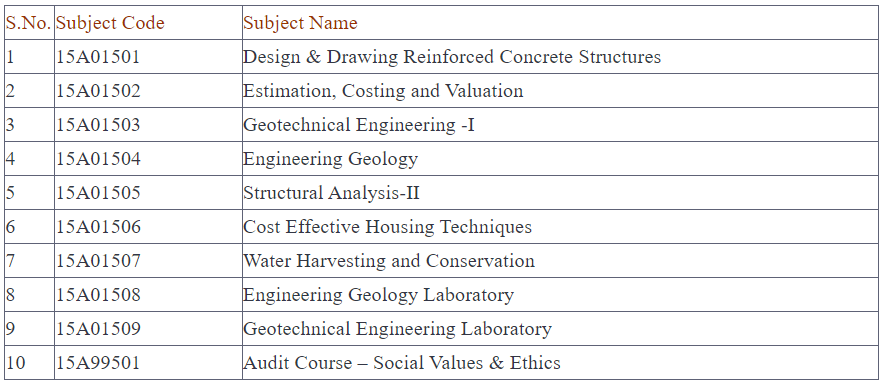 S.No. Subject Code Subject Name
1 15A01501 Design & Drawing Reinforced Concrete Structures
2 15A01502 Estimation, Costing and Valuation
3 15A01503 Geotechnical Engineering -I
4 15A01504 Engineering Geology
5 15A01505 Structural Analysis-II
6 15A01506 Cost Effective Housing Techniques
7 15A01507 Water Harvesting and Conservation
8 15A01508 Engineering Geology Laboratory
9 15A01509 Geotechnical Engineering Laboratory
10 15A99501 Audit Course – Social Values & Ethics